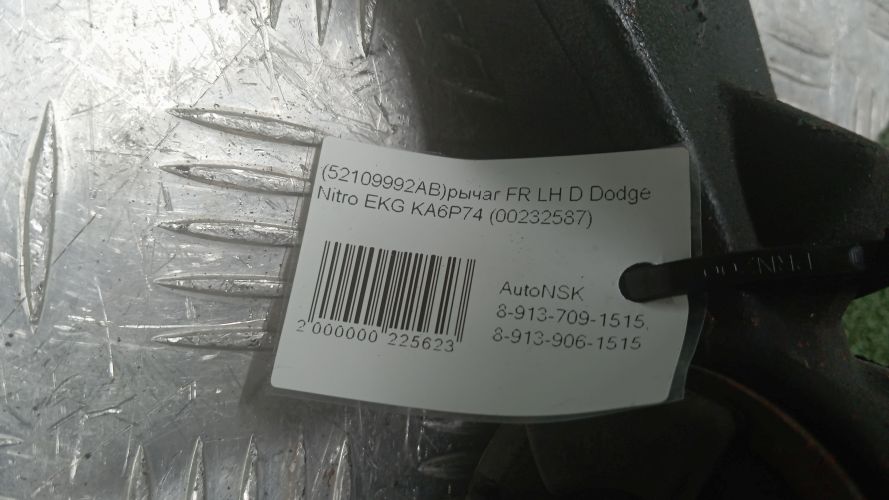 (52109992AB)рычаг FR LH D Dodge
Nitro EKG KA6P74 (00232587)
2 000000 225623
AutoNSK
8-913-709-1515,
8-913-906-1515